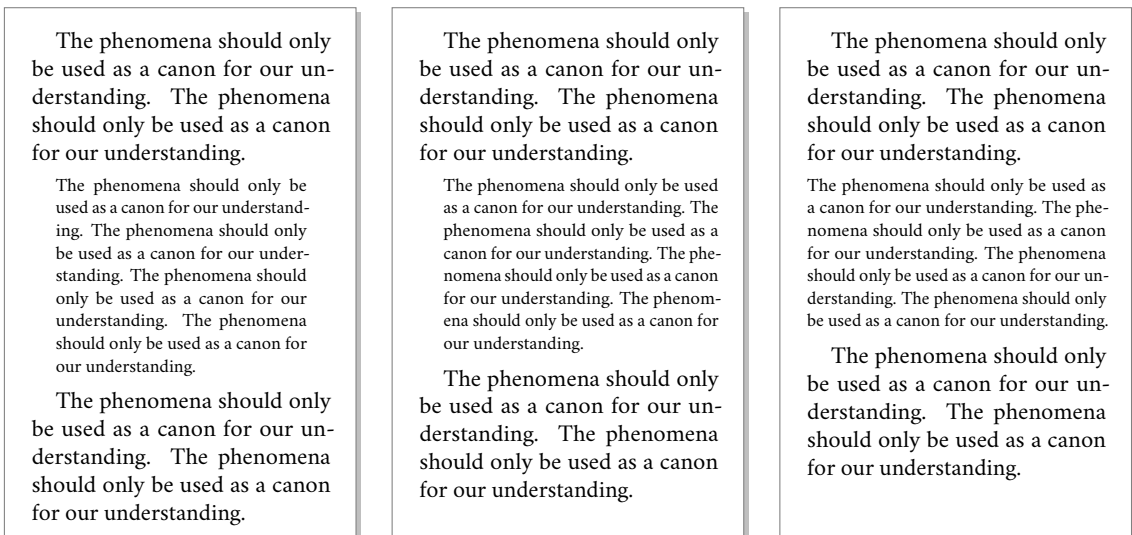 The phenomena should only
be used as a canon for our un-
derstanding. The phenomena
should only be used as a canon
for our understanding.
The phenomena should only be
used as a canon for our understand-
ing. The phenomena should only
be used as a canon for our under-
standing. The phenomena should
only be used as a canon for our
understanding. The phenomena
should only be used as a canon for
our understanding.
The phenomena should only
be used as a canon for our un-
derstanding. The phenomena
should only be used as a canon
for our understanding.
The phenomena should only
be used as a canon for our un-
derstanding. The phenomena
should only be used as a canon
for our understanding.
The phenomena should only be used
as a canon for our understanding. The
phenomena should only be used as a
canon for our understanding. The phe-
nomena should only be used as a canon
for our understanding. The phenom-
ena should only be used as a canon for
our understanding.
The phenomena should only
be used as a canon for our un-
derstanding. The phenomena
should only be used as a canon
for our understanding.
The phenomena should only
be used as a canon for our un-
derstanding. The phenomena
should only be used as a canon
for our understanding.
The phenomena should only be used as
a canon for our understanding. The phe-
nomena should only be used as a canon
for our understanding. The phenomena
should only be used as a canon for our un-
derstanding. The phenomena should only
be used as a canon for our understanding.
The phenomena should only
be used as a canon for our un-
derstanding. The phenomena
should only be used as a canon
for our understanding.